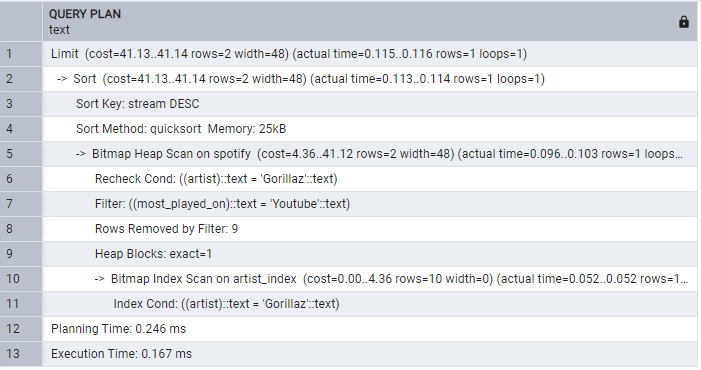 QUERY PLAN
text
1 Limit (cost=41.13..41.14 rows=2 width=48) (actual time=0.115..0.116 rows=1 loops=1)
2 -> Sort (cost=41.13..41.14 rows=2 width=48) (actual time=0.113..0.114 rows=1 loops=1)
3 Sort Key: stream DESC
4 Sort Method: quicksort Memory: 25kB
5 -> Bitmap Heap Scan on spotify (cost=4.36..41.12 rows=2 width=48) (actual time=0.096..0.103 rows=1 loops...
6 Recheck Cond: ((artist)::text = 'Gorillaz'::text)
7 Filter: ((most_played_on)::text = 'Youtube'::text)
8 Rows Removed by Filter: 9
9 Heap Blocks: exact=1
10 -> Bitmap Index Scan on artist_index (cost=0.00..4.36 rows=10 width=0) (actual time=0.052..0.052 rows=1...
11 Index Cond: ((artist)::text = 'Gorillaz'::text)
12 Planning Time: 0.246 ms
13 Execution Time: 0.167 ms